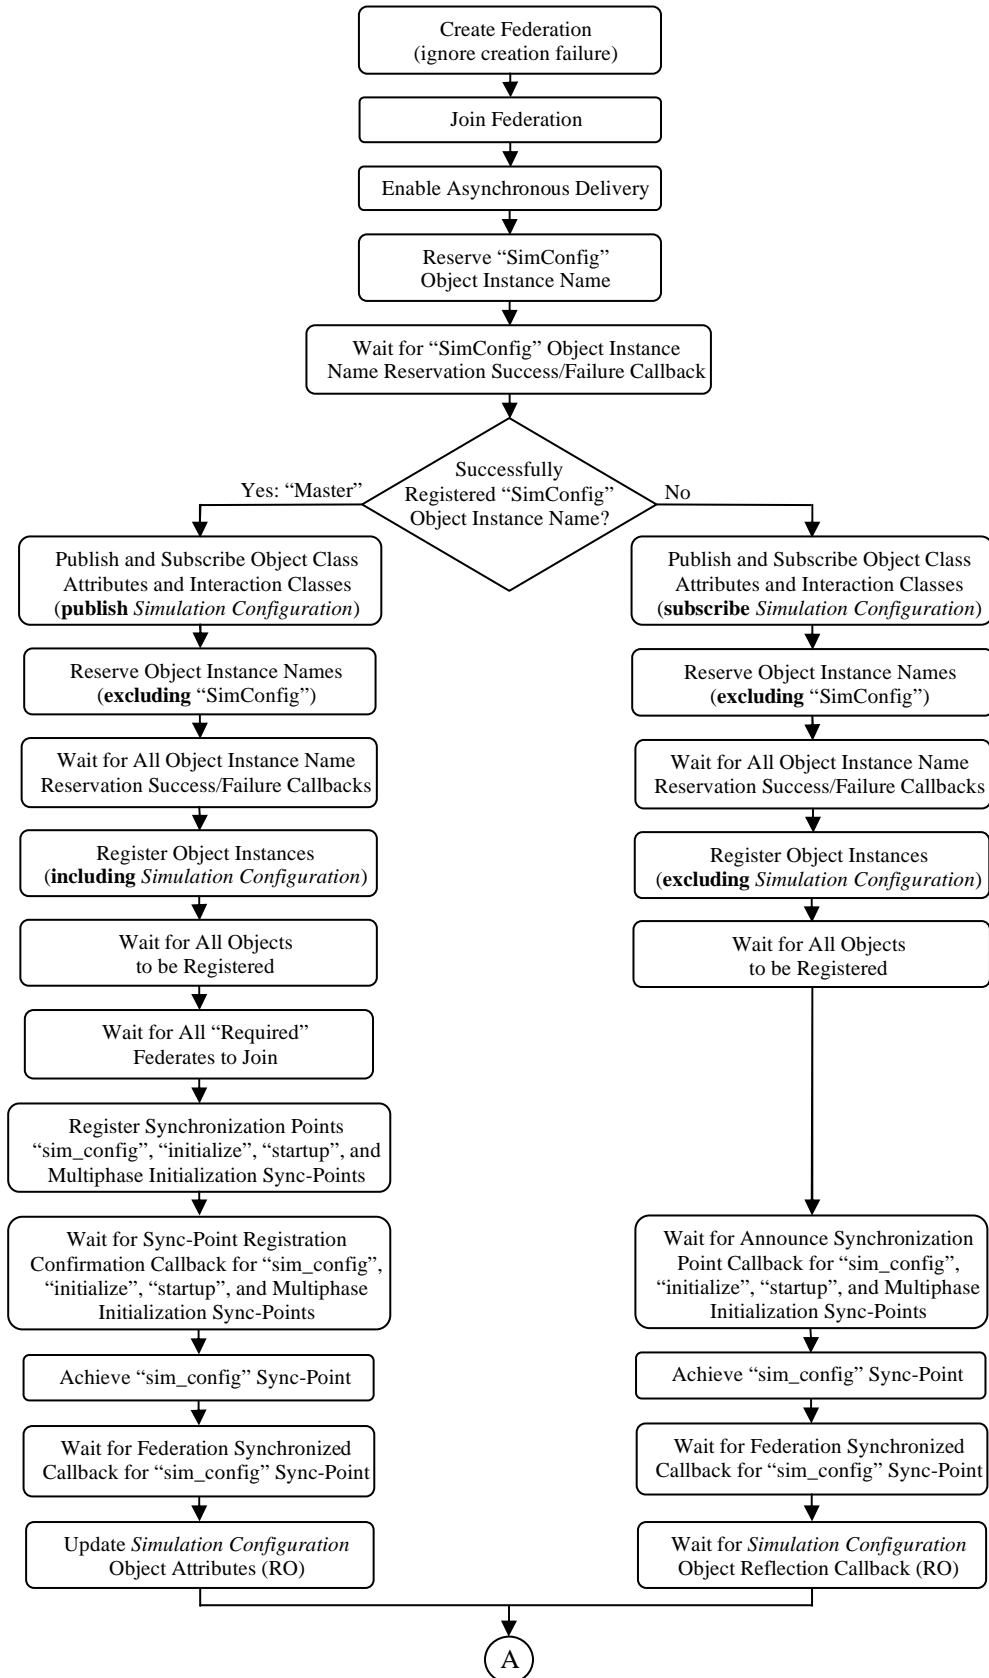 Create Federation
(ignore creation failure)
Join Federation
Enable Asynchronous Delivery
Reserve “SimConfig”
Object Instance Name
Wait for “SimConfig” Object Instance
Name Reservation Success/Failure Callback
Successfully
Registered “SimConfig”
Object Instance Name?
Yes: “Master”
No
Publish and Subscribe Object Class
Attributes and Interaction Classes
(publish Simulation Configuration)
Reserve Object Instance Names
(excluding “SimConfig”)
Wait for All Object Instance Name
Reservation Success/Failure Callbacks
Register Object Instances
(including Simulation Configuration)
Wait for All Objects
to be Registered
Wait for All “Required”
Federates to Join
Register Synchronization Points
“sim_config”, “initialize”, “startup”, and
Multiphase Initialization Sync-Points
Wait for Sync-Point Registration
Confirmation Callback for “sim_config”,
“initialize”, “startup”, and Multiphase
Initialization Sync-Points
Achieve “sim_config” Sync-Point
Wait for Federation Synchronized
Callback for “sim_config” Sync-Point
Update Simulation Configuration
Object Attributes (RO)
Publish and Subscribe Object Class
Attributes and Interaction Classes
(subscribe Simulation Configuration)
Reserve Object Instance Names
(excluding “SimConfig”)
Wait for All Object Instance Name
Reservation Success/Failure Callbacks
Register Object Instances
(excluding Simulation Configuration)
Wait for All Objects
to be Registered
Wait for Announce Synchronization
Point Callback for “sim_config”,
“initialize”, “startup”, and Multiphase
Initialization Sync-Points
Achieve “sim_config” Sync-Point
Wait for Federation Synchronized
Callback for “sim_config” Sync-Point
Wait for Simulation Configuration
Object Reflection Callback (RO)
A